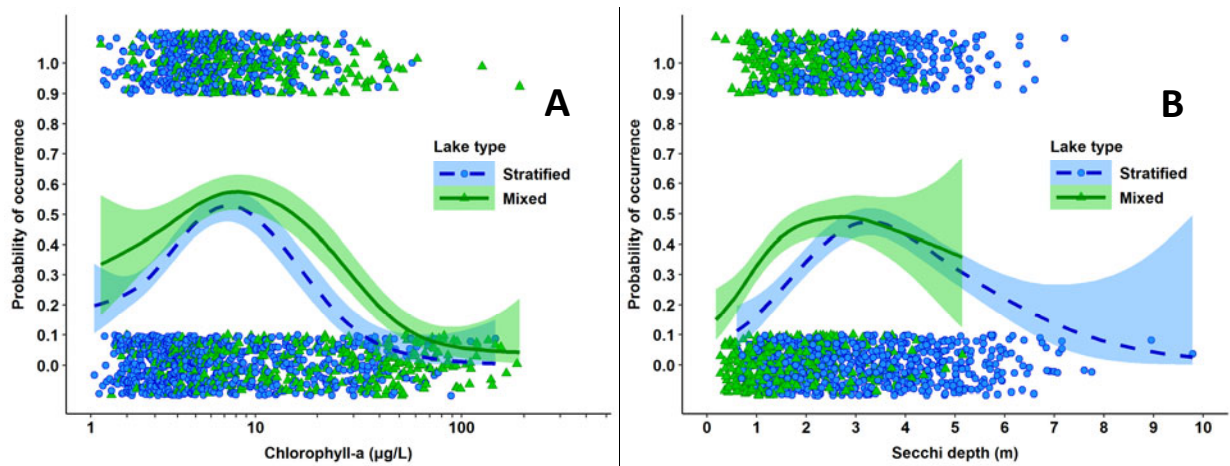 A
Probability of occurrence
1.0
0.9
0.8
0.7
0.6
0.5
0.4
0.3
0.2
0.1
0.0
Lake type
Stratified
Mixed
1 10 100
Chlorophyll-a (µg/L)
B
Probability of occurrence
1.0
0.9
0.8
0.7
0.6
0.5
0.4
0.3
0.2
0.1
0.0
Lake type
Stratified
Mixed
0 1 2 3 4 5 6 7 8 9 10
Secchi depth (m)